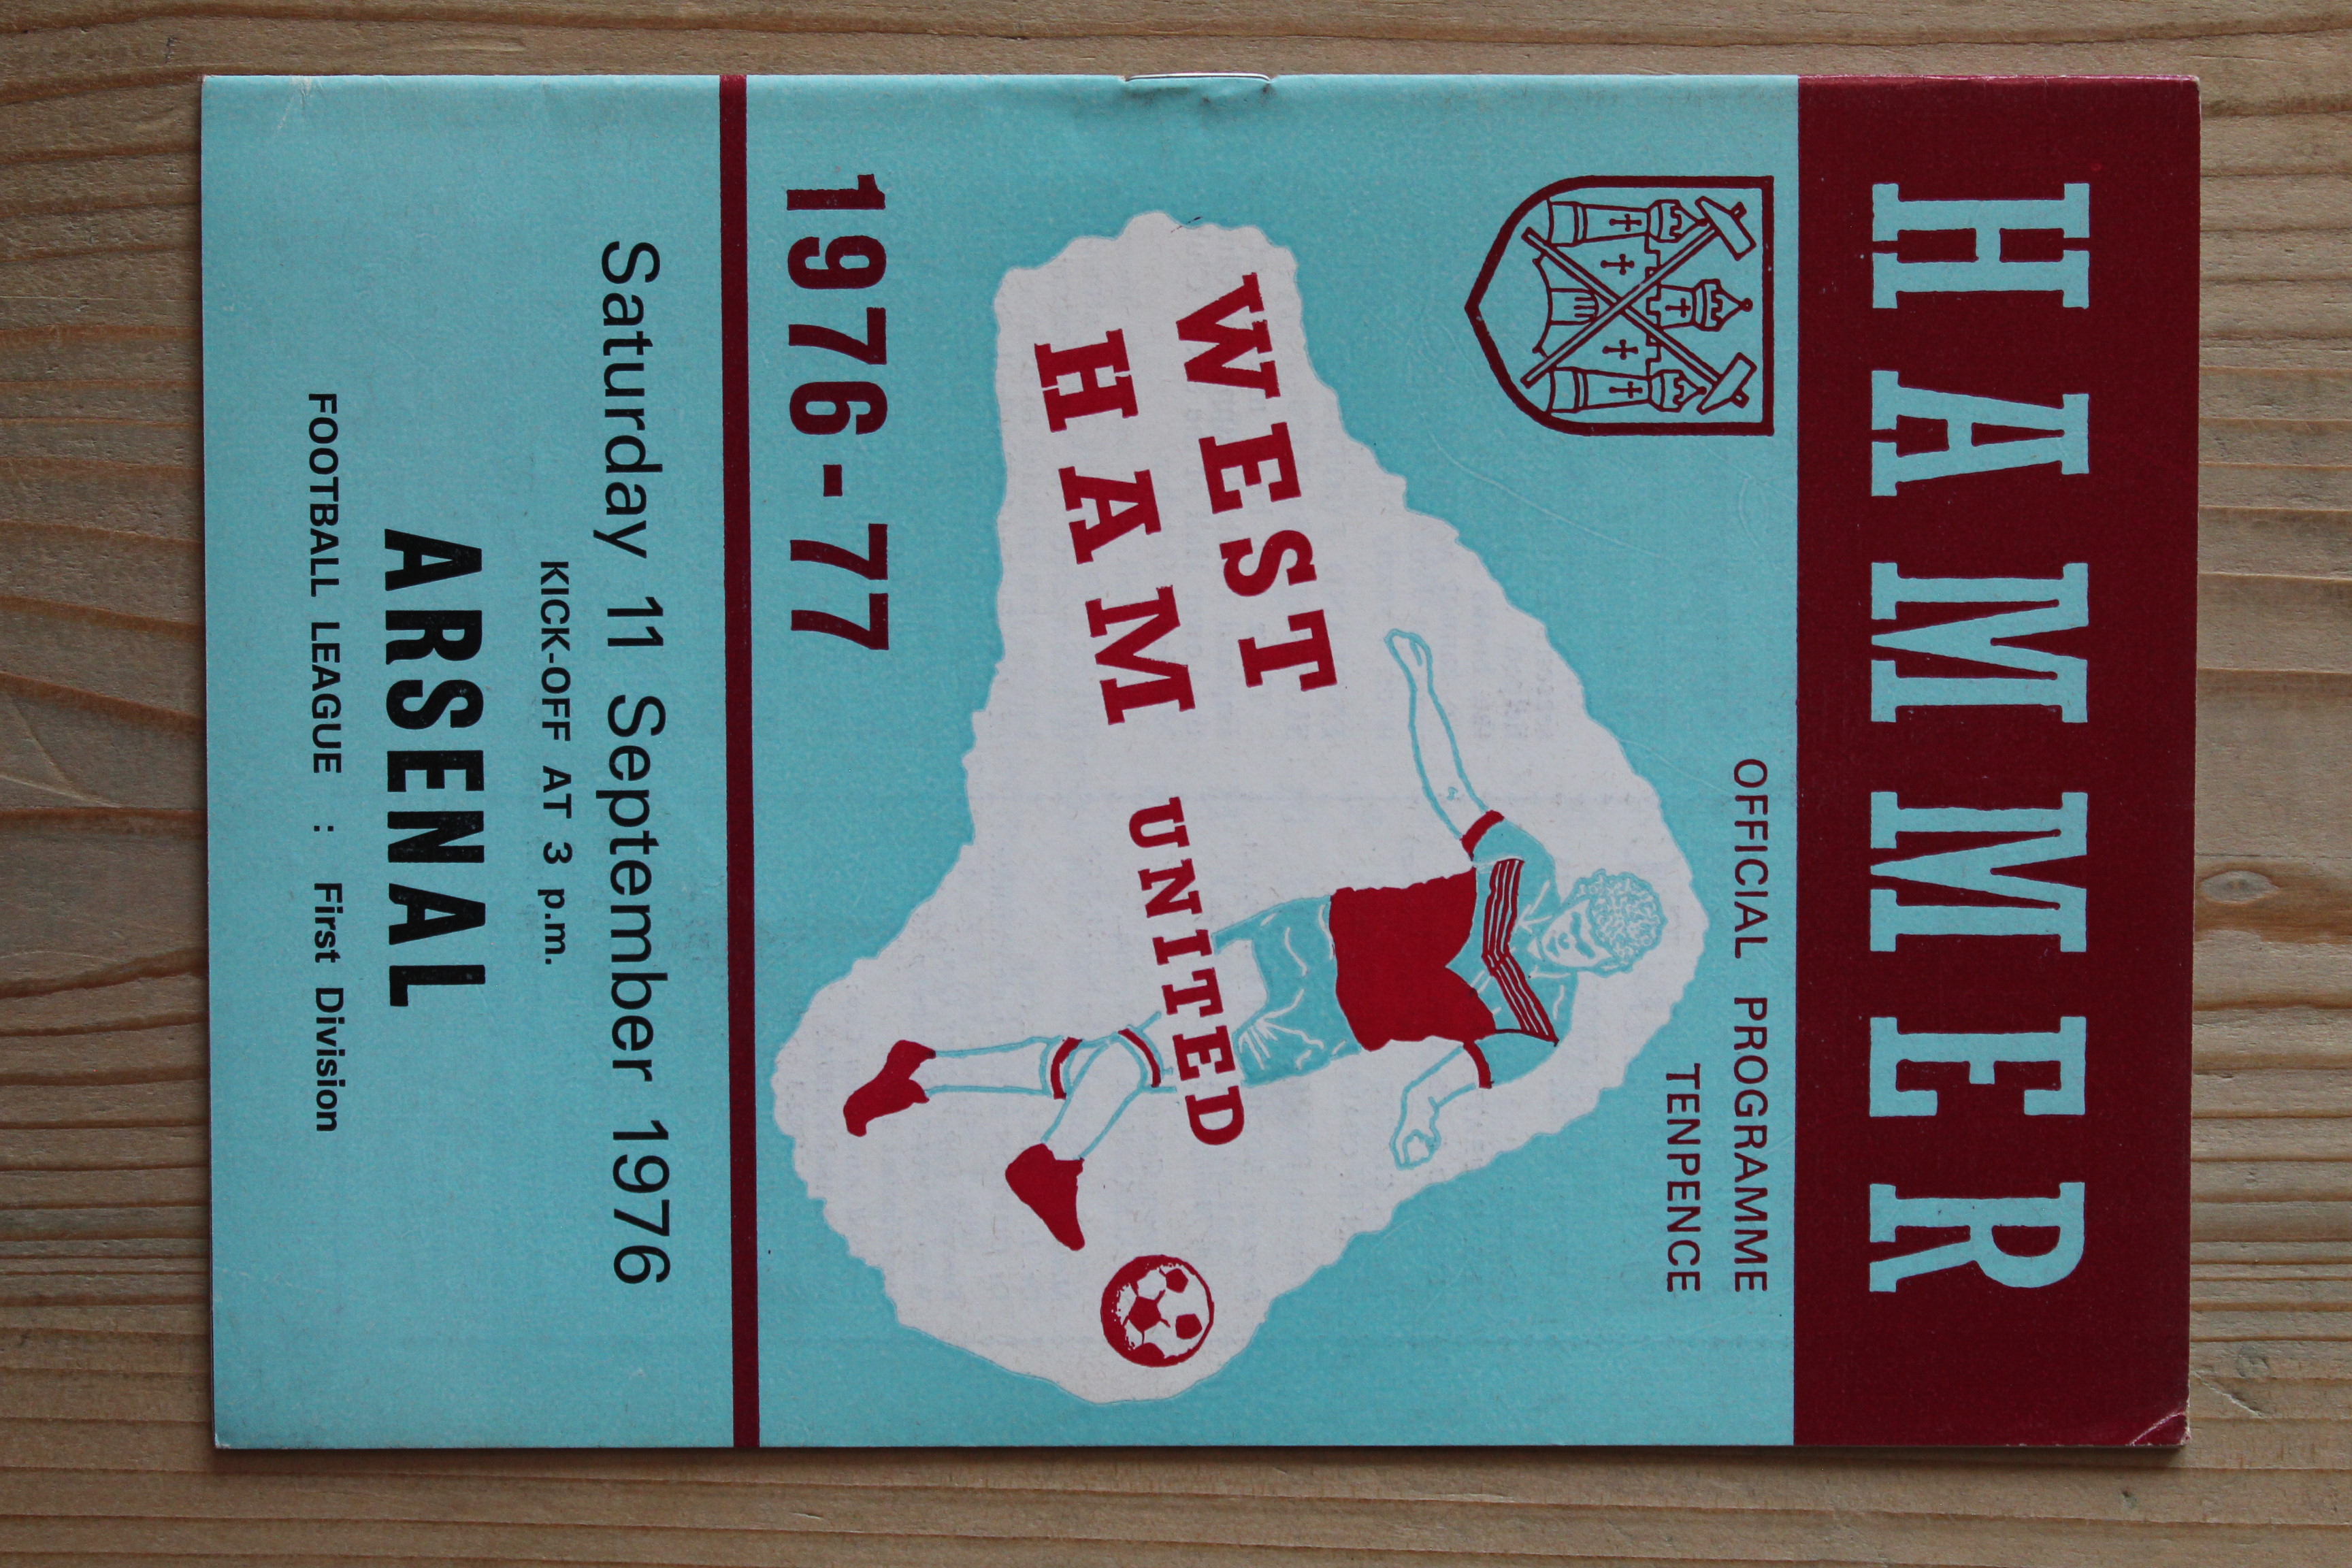 HAMMER
OFFICIAL PROGRAMME
TENPENCE
WEST
HAM UNITED
1976-77
Saturday 11 September 1976
KICK-OFF AT 3 p.m.
ARSENAL
FOOTBALL LEAGUE : First Division